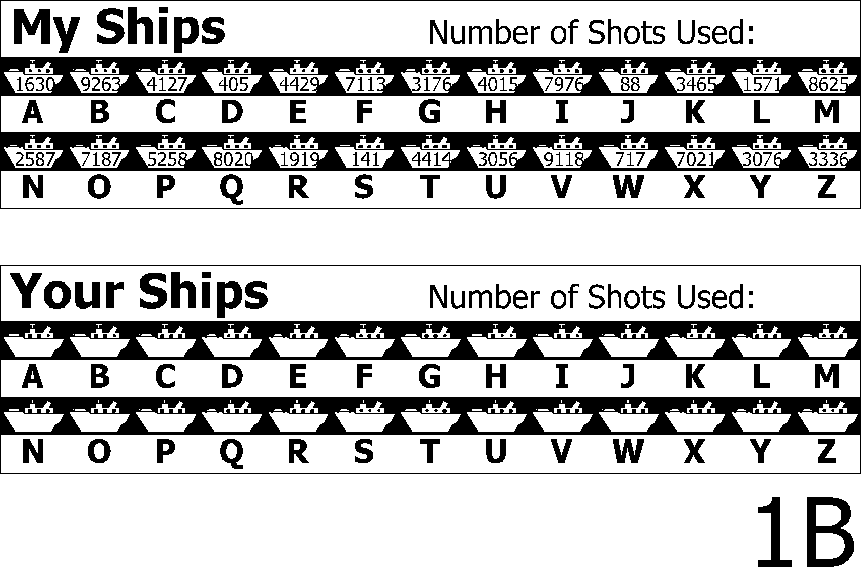 My Ships Number of Shots Used:
1630 9263 4127 405 4429 7113 3176 4015 7976 88 3465 1571 8625
A B C D E F G H I J K L M
2587 7187 5258 8020 1919 141 4414 3056 9118 717 7021 3076 3336
N O P Q R S T U V W X Y Z
Your Ships Number of Shots Used:
A B C D E F G H I J K L M
N O P Q R S T U V W X Y Z
1B